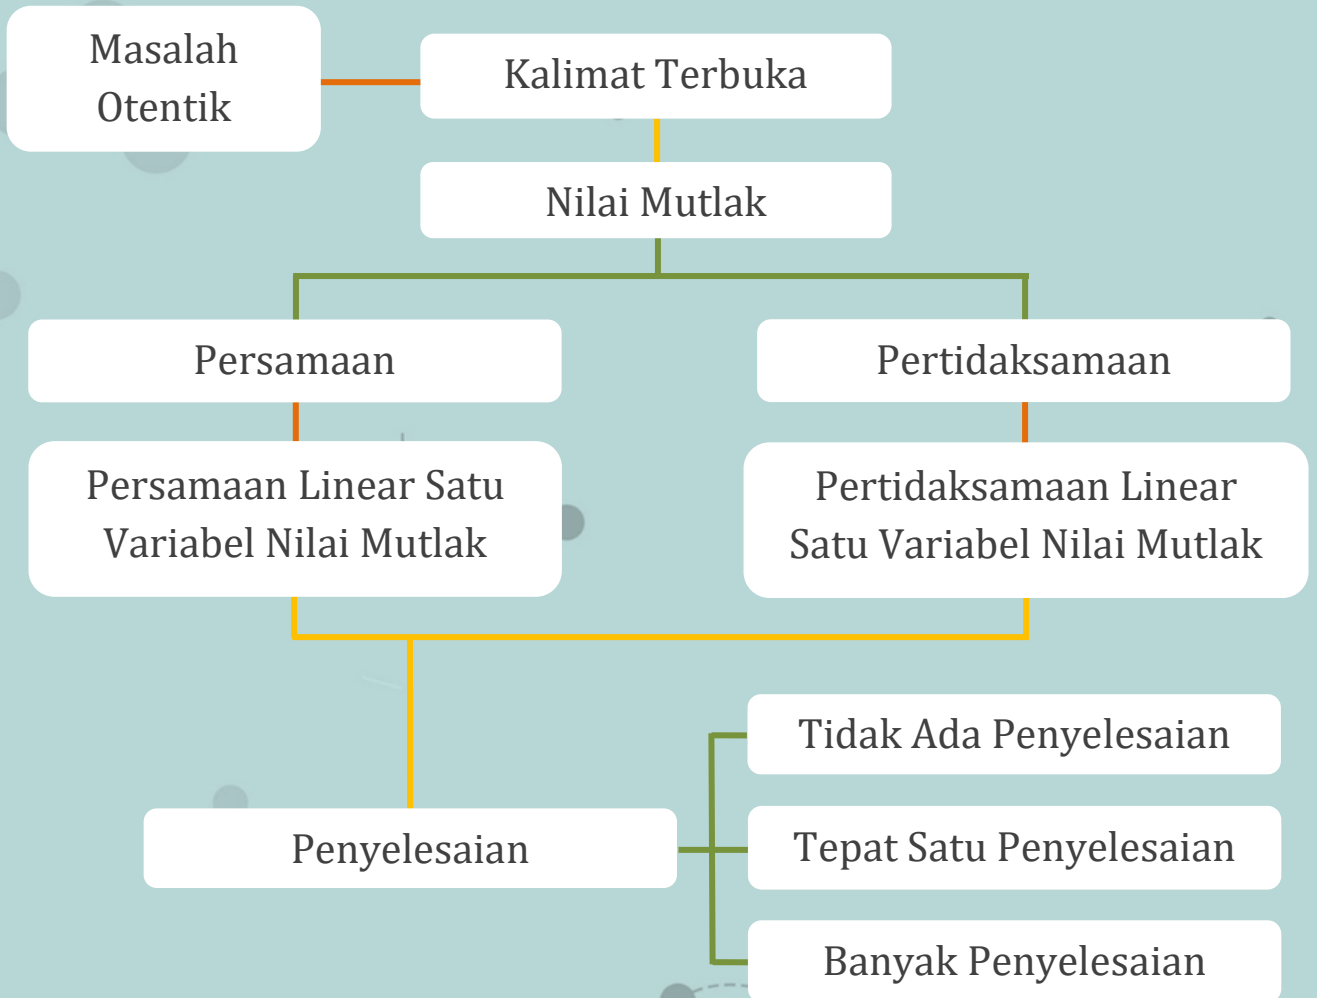 Masalah
Otentik
Kalimat Terbuka
Nilai Mutlak
Persamaan
Pertidaksamaan
Persamaan Linear Satu
Variabel Nilai Mutlak
Pertidaksamaan Linear
Satu Variabel Nilai Mutlak
Penyelesaian
Tidak Ada Penyelesaian
Tepat Satu Penyelesaian
Banyak Penyelesaian